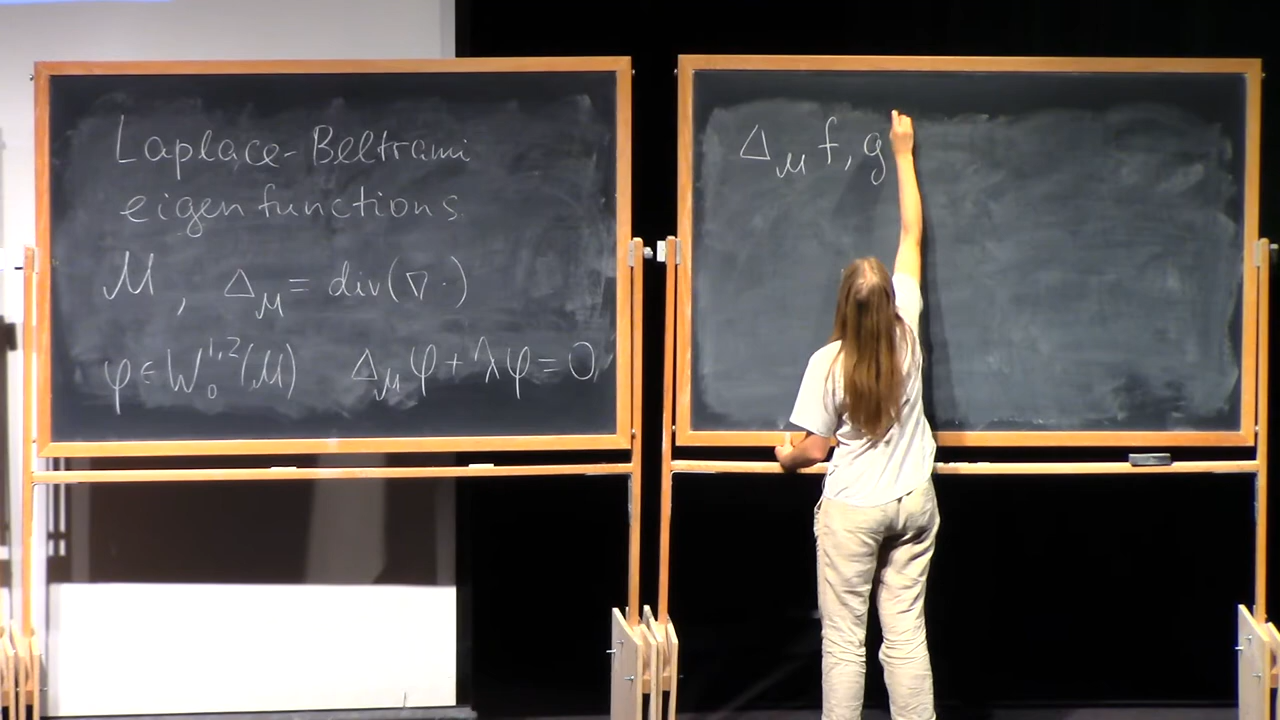 Laplace-Beltrami
eigenfunctions
M, Δ_M = div(∇·)
φ ∈ W_0^{1,2}(M) Δ_M φ + λφ = 0
Δ_M f, g